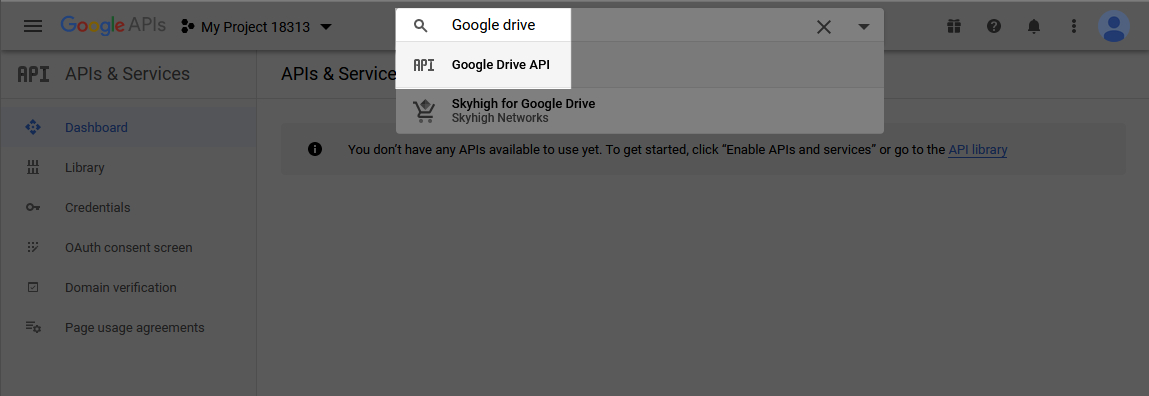 Google APIs
My Project 18313
Google drive
API
APIs & Services
APIs & Service
API
Google Drive API
Skyhigh for Google Drive
Skyhigh Networks
Dashboard
You don't have any APIs available to use yet. To get started, click "Enable APIs and services" or go to the API library
Library
Credentials
OAuth consent screen
Domain verification
Page usage agreements